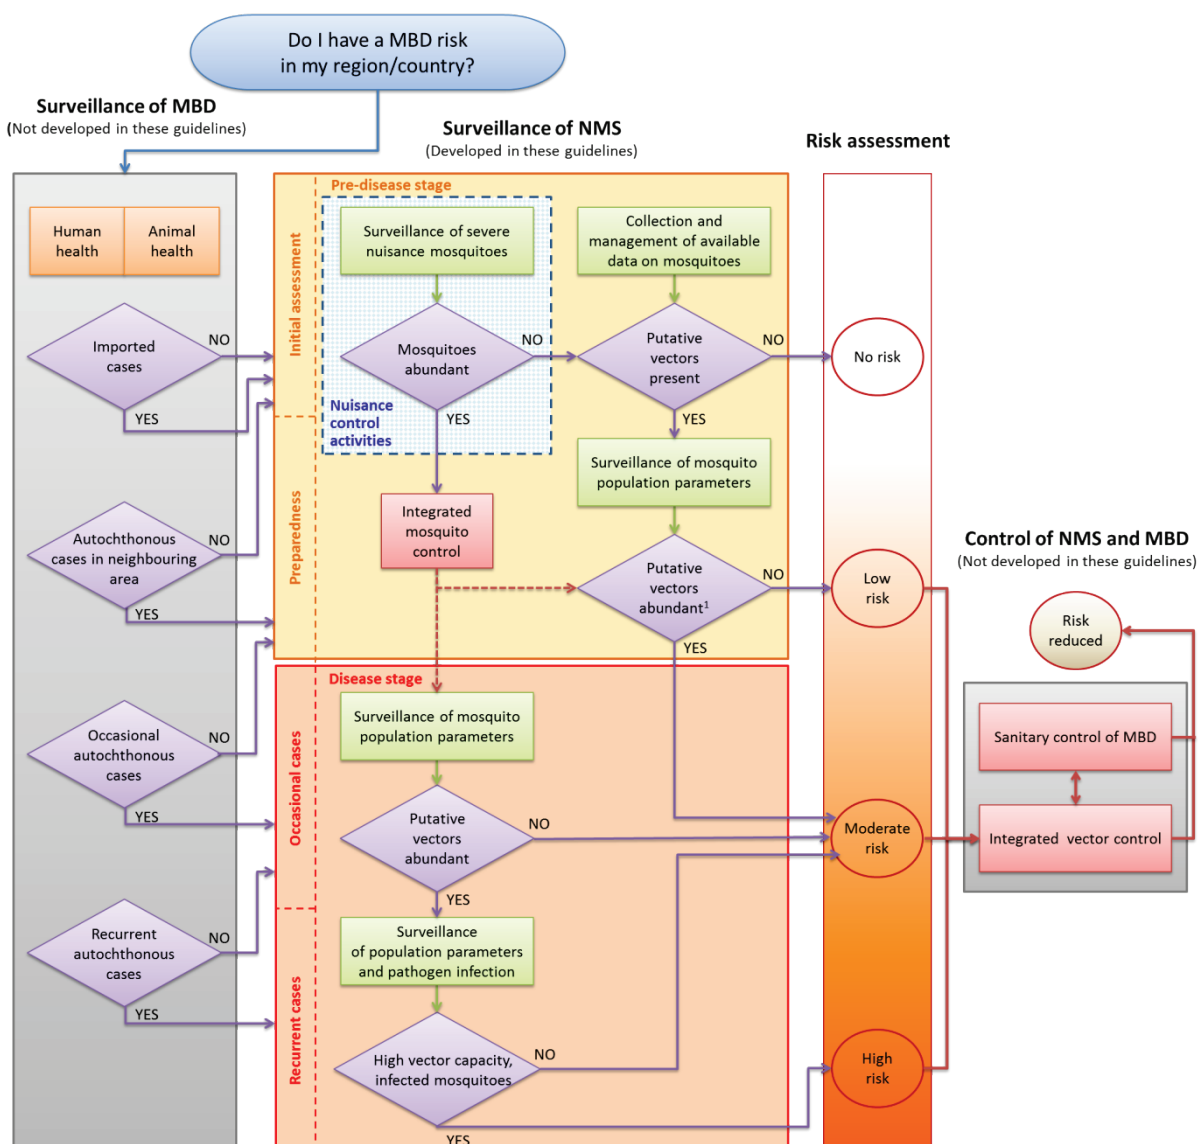 Do I have a MBD risk
in my region/country?
Surveillance of MBD
(Not developed in these guidelines)
Surveillance of NMS
(Developed in these guidelines)
Risk assessment
Human
health
Animal
health
Imported
cases
NO
YES
Autochthonous
cases in neighbouring
area
NO
YES
Occasional
autochthonous
cases
NO
YES
Recurrent
autochthonous
cases
NO
YES
Pre-disease stage
Initial assessment
Preparedness
Surveillance of severe
nuisance mosquitoes
Mosquitoes
abundant
NO
YES
Nuisance
control
activities
Integrated
mosquito
control
Collection and
management of available
data on mosquitoes
Putative
vectors
present
NO
YES
Surveillance of mosquito
population parameters
Putative
vectors
abundant¹
NO
YES
Disease stage
Occasional cases
Recurrent cases
Surveillance of mosquito
population parameters
Putative
vectors
abundant
NO
YES
Surveillance
of population parameters
and pathogen infection
High vector capacity,
infected mosquitoes
NO
YES
No risk
Low
risk
Moderate
risk
High
risk
Control of NMS and MBD
(Not developed in these guidelines)
Risk
reduced
Sanitary control of MBD
Integrated vector control